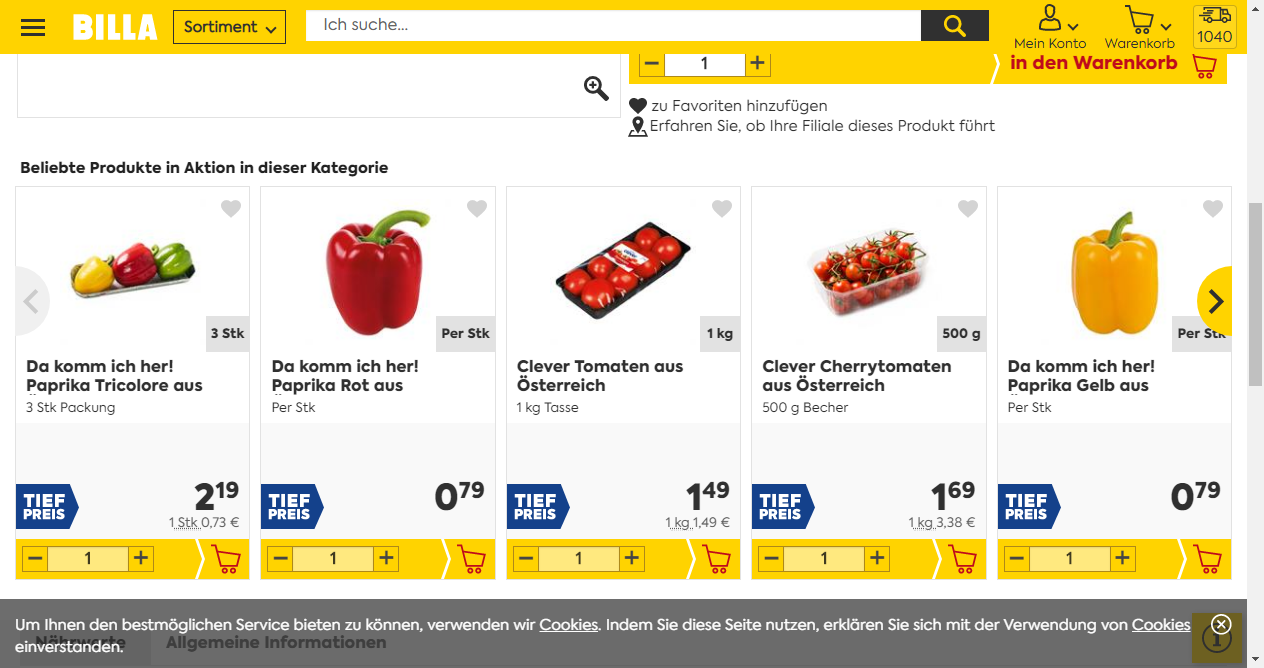 BILLA
Sortiment
Ich suche...
Mein Konto
Warenkorb
1040
1
in den Warenkorb
zu Favoriten hinzufügen
Erfahren Sie, ob Ihre Filiale dieses Produkt führt
Beliebte Produkte in Aktion in dieser Kategorie
3 Stk
Da komm ich her!
Paprika Tricolore aus
3 Stk Packung
TIEF
PREIS
2 19
1 Stk 0,73 €
1
Per Stk
Da komm ich her!
Paprika Rot aus
Per Stk
TIEF
PREIS
0 79
1
1 kg
Clever Tomaten aus
Österreich
1 kg Tasse
TIEF
PREIS
1 49
1 kg 1,49 €
1
500 g
Clever Cherrytomaten
aus Österreich
500 g Becher
TIEF
PREIS
1 69
1 kg 3,38 €
1
Per Stk
Da komm ich her!
Paprika Gelb aus
Per Stk
TIEF
PREIS
0 79
1
Um Ihnen den bestmöglichen Service bieten zu können, verwenden wir Cookies. Indem Sie diese Seite nutzen, erklären Sie sich mit der Verwendung von Cookies
einverstanden.
Nährwerte
Allgemeine Informationen